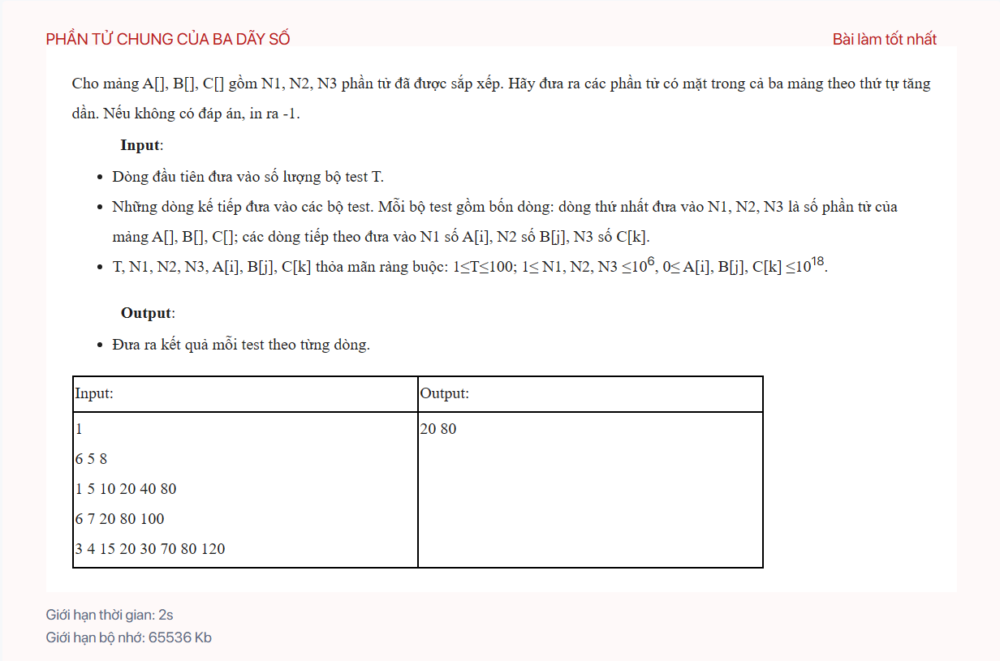 PHẦN TỬ CHUNG CỦA BA DÃY SỐ
Bài làm tốt nhất
Cho mảng A[], B[], C[] gồm N1, N2, N3 phần tử đã được sắp xếp. Hãy đưa ra các phần tử có mặt trong cả ba mảng theo thứ tự tăng
dần. Nếu không có đáp án, in ra -1.
Input:
• Dòng đầu tiên đưa vào số lượng bộ test T.
• Những dòng kế tiếp đưa vào các bộ test. Mỗi bộ test gồm bốn dòng: dòng thứ nhất đưa vào N1, N2, N3 là số phần tử của
mảng A[], B[], C[]; các dòng tiếp theo đưa vào N1 số A[i], N2 số B[j], N3 số C[k].
• T, N1, N2, N3, A[i], B[j], C[k] thỏa mãn ràng buộc: 1≤T≤100; 1≤ N1, N2, N3 ≤10⁶, 0≤ A[i], B[j], C[k] ≤10¹⁸.
Output:
• Đưa ra kết quả mỗi test theo từng dòng.
Input:
Output:
1
6 5 8
1 5 10 20 40 80
6 7 20 80 100
3 4 15 20 30 70 80 120
20 80
Giới hạn thời gian: 2s
Giới hạn bộ nhớ: 65536 Kb